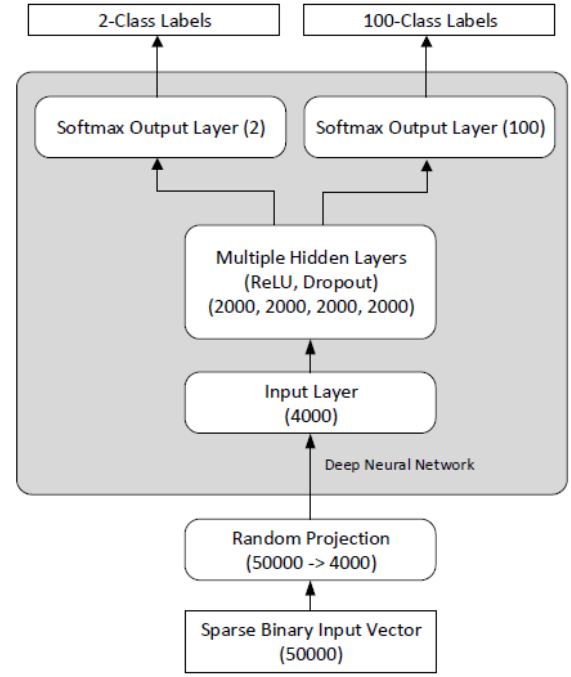 2-Class Labels
100-Class Labels
Softmax Output Layer (2)
Softmax Output Layer (100)
Multiple Hidden Layers
(ReLU, Dropout)
(2000, 2000, 2000, 2000)
Input Layer
(4000)
Deep Neural Network
Random Projection
(50000 -> 4000)
Sparse Binary Input Vector
(50000)